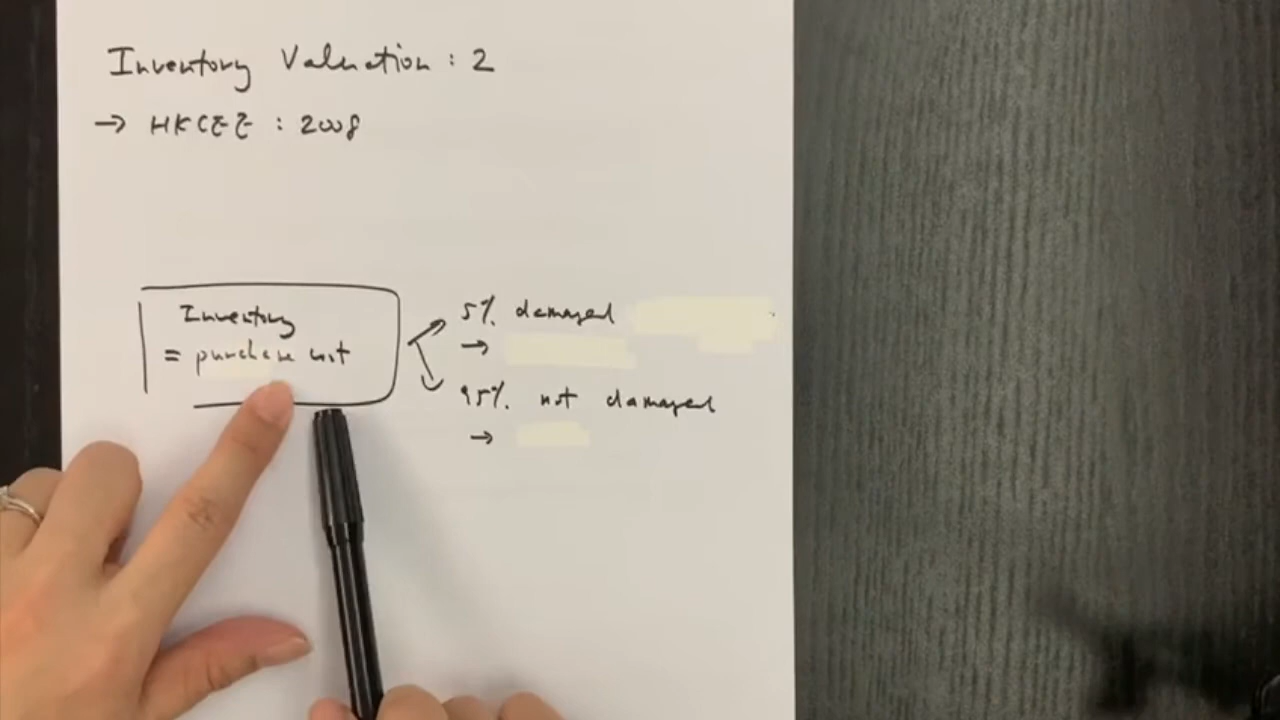 Inventory Valuation : 2
→ HKCEE : 2008
Inventory
= purchase cost
5% damaged
→
95% not damaged
→